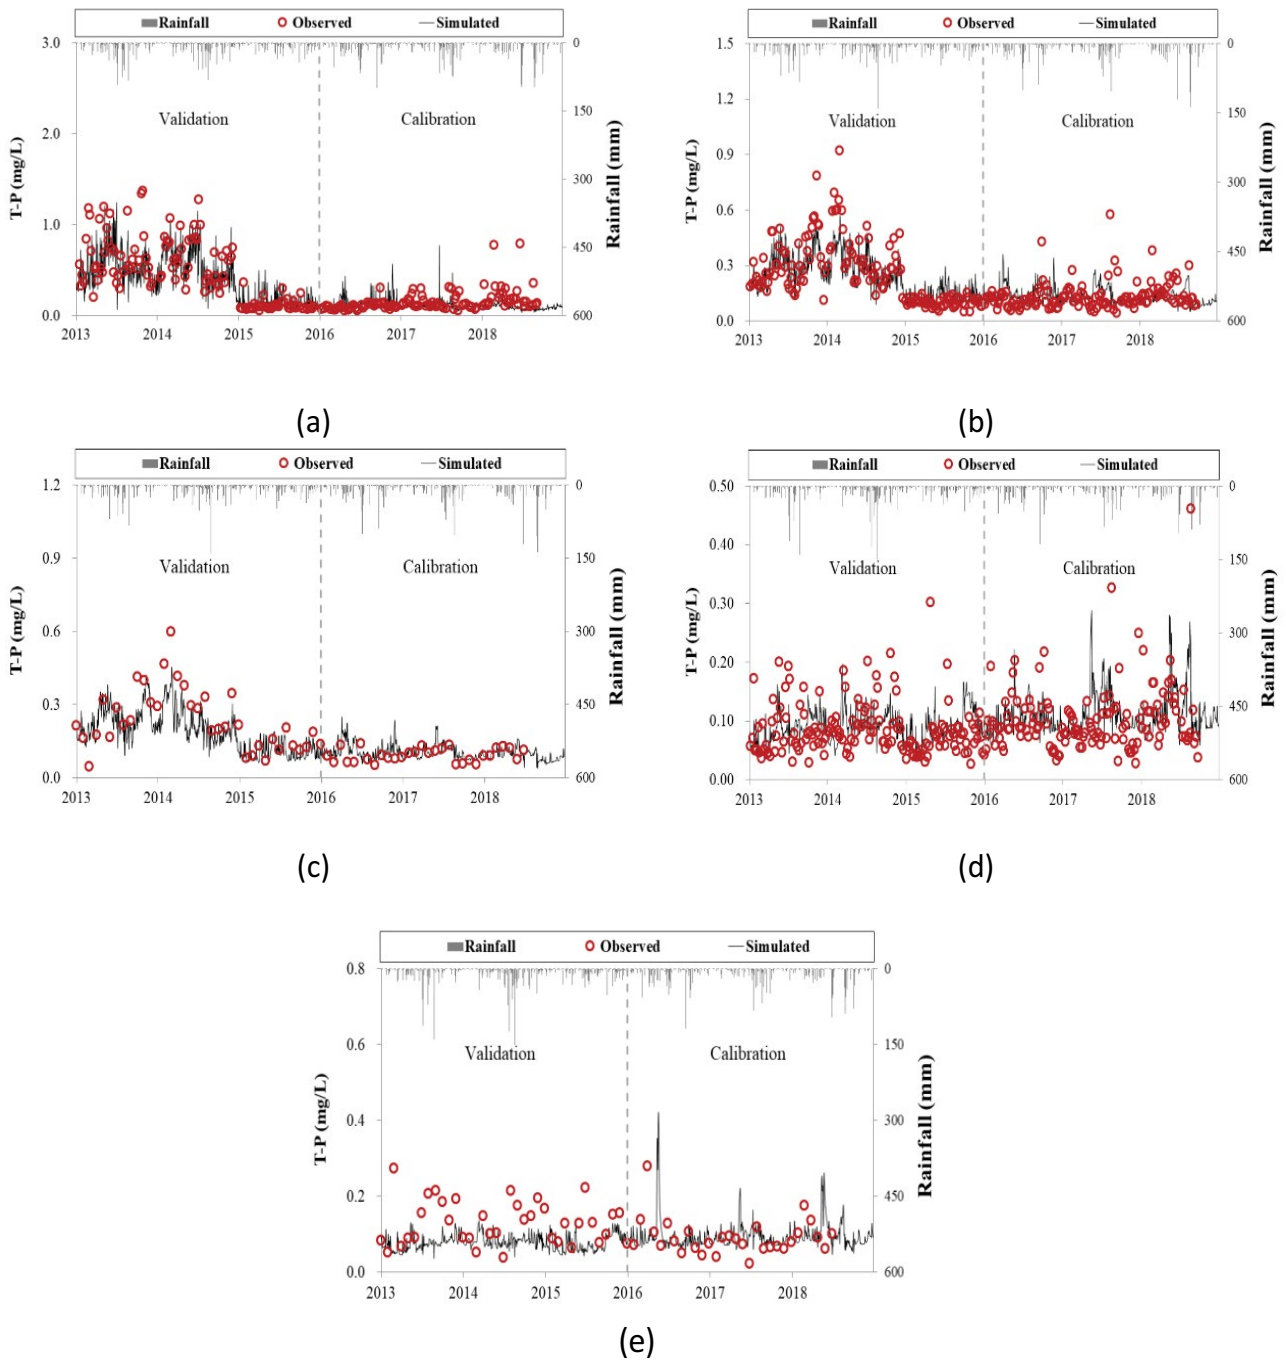 Rainfall Observed Simulated
3.0
2.0
1.0
0.0
T-P (mg/L)
Validation Calibration
0
150
300
450
600
Rainfall (mm)
2013 2014 2015 2016 2017 2018
(a)
Rainfall Observed Simulated
1.5
1.2
0.9
0.6
0.3
0.0
T-P (mg/L)
Validation Calibration
0
150
300
450
600
Rainfall (mm)
2013 2014 2015 2016 2017 2018
(b)
Rainfall Observed Simulated
1.2
0.9
0.6
0.3
0.0
T-P (mg/L)
Validation Calibration
0
150
300
450
600
Rainfall (mm)
2013 2014 2015 2016 2017 2018
(c)
Rainfall Observed Simulated
0.50
0.40
0.30
0.20
0.10
0.00
T-P (mg/L)
Validation Calibration
0
150
300
450
600
Rainfall (mm)
2013 2014 2015 2016 2017 2018
(d)
Rainfall Observed Simulated
0.8
0.6
0.4
0.2
0.0
T-P (mg/L)
Validation Calibration
0
150
300
450
600
Rainfall (mm)
2013 2014 2015 2016 2017 2018
(e)